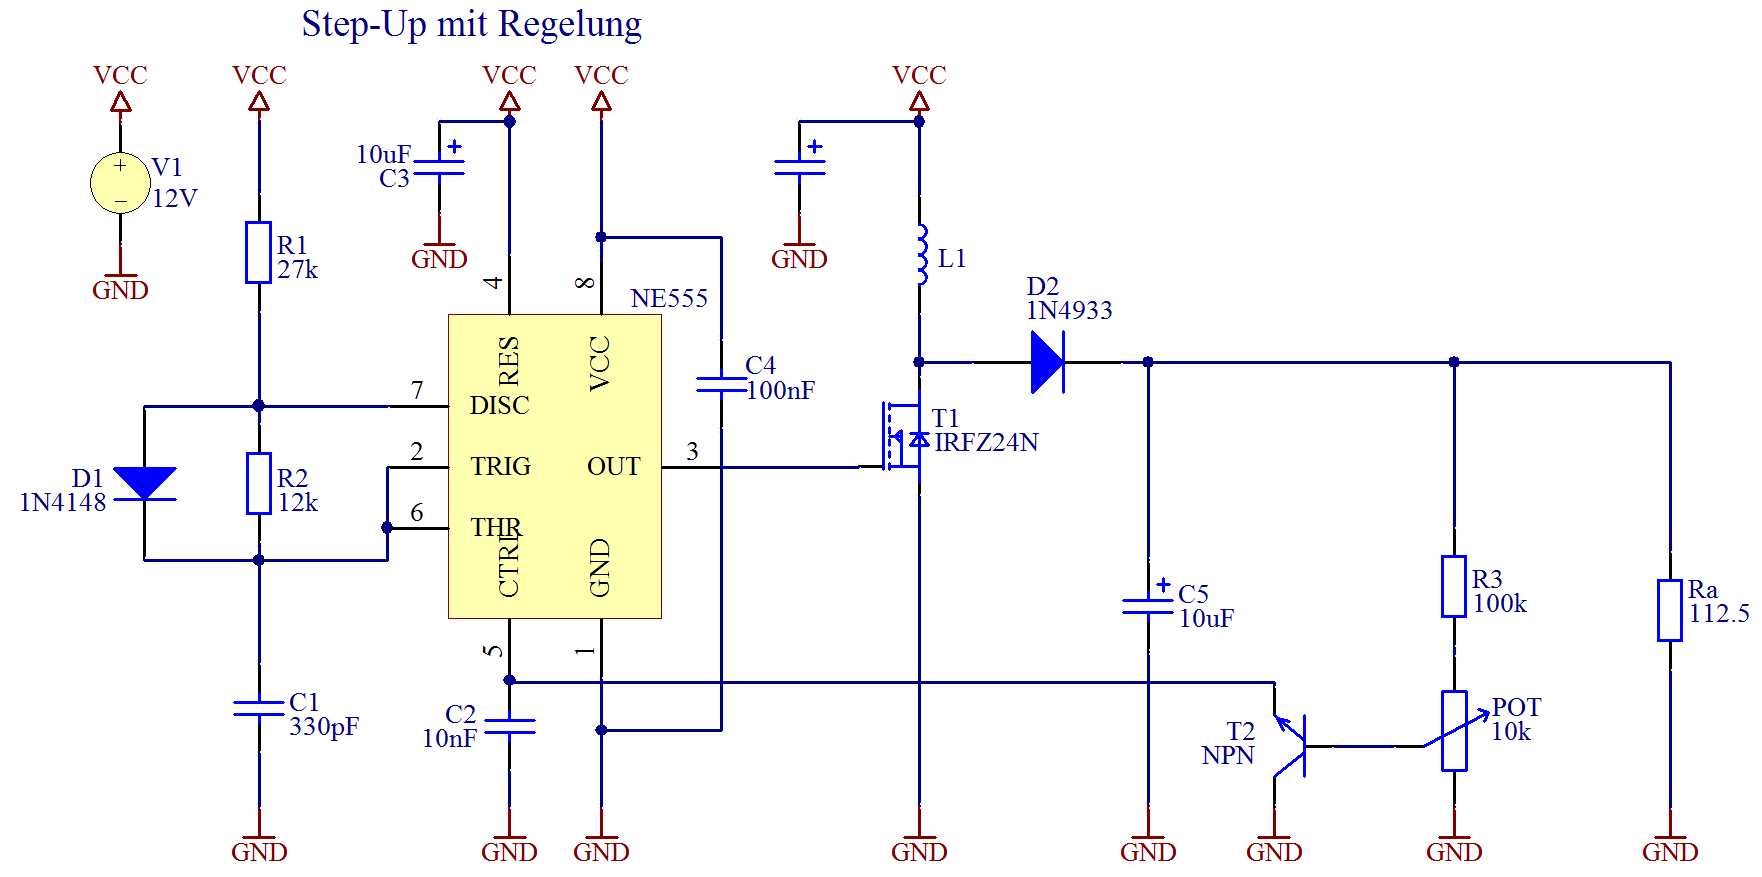 Step-Up mit Regelung
VCC
VCC
VCC
VCC
VCC
V1
12V
GND
R1
27k
10uF
C3
GND
GND
L1
4
8
NE555
D2
1N4933
RES
VCC
7
DISC
2
TRIG
6
THR
CTRL
GND
OUT
3
C4
100nF
T1
IRFZ24N
D1
1N4148
R2
12k
5
1
C1
330pF
C2
10nF
C5
10uF
R3
100k
Ra
112.5
T2
NPN
POT
10k
GND
GND
GND
GND
GND
GND
GND
GND